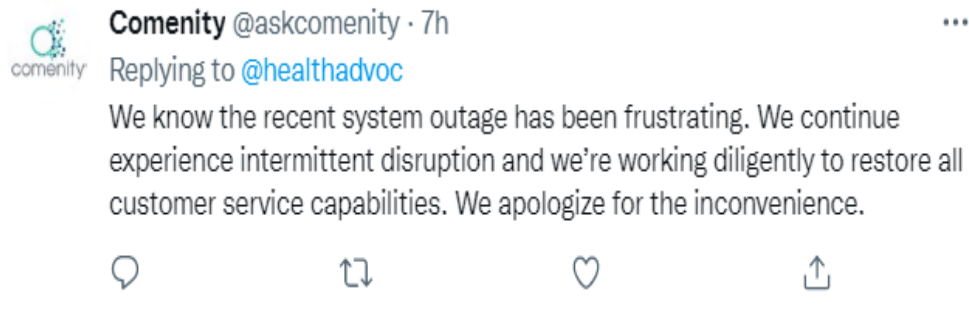 Comenity @askcomenity · 7h
comenity
Replying to @healthadvoc
We know the recent system outage has been frustrating. We continue
experience intermittent disruption and we're working diligently to restore all
customer service capabilities. We apologize for the inconvenience.